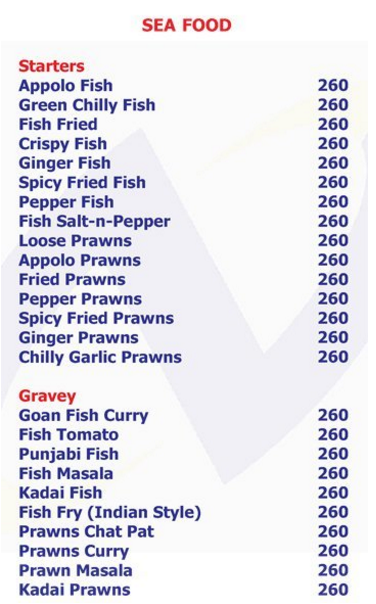 SEA FOOD
Starters
Appolo Fish 260
Green Chilly Fish 260
Fish Fried 260
Crispy Fish 260
Ginger Fish 260
Spicy Fried Fish 260
Pepper Fish 260
Fish Salt-n-Pepper 260
Loose Prawns 260
Appolo Prawns 260
Fried Prawns 260
Pepper Prawns 260
Spicy Fried Prawns 260
Ginger Prawns 260
Chilly Garlic Prawns 260
Gravey
Goan Fish Curry 260
Fish Tomato 260
Punjabi Fish 260
Fish Masala 260
Kadai Fish 260
Fish Fry (Indian Style) 260
Prawns Chat Pat 260
Prawns Curry 260
Prawn Masala 260
Kadai Prawns 260